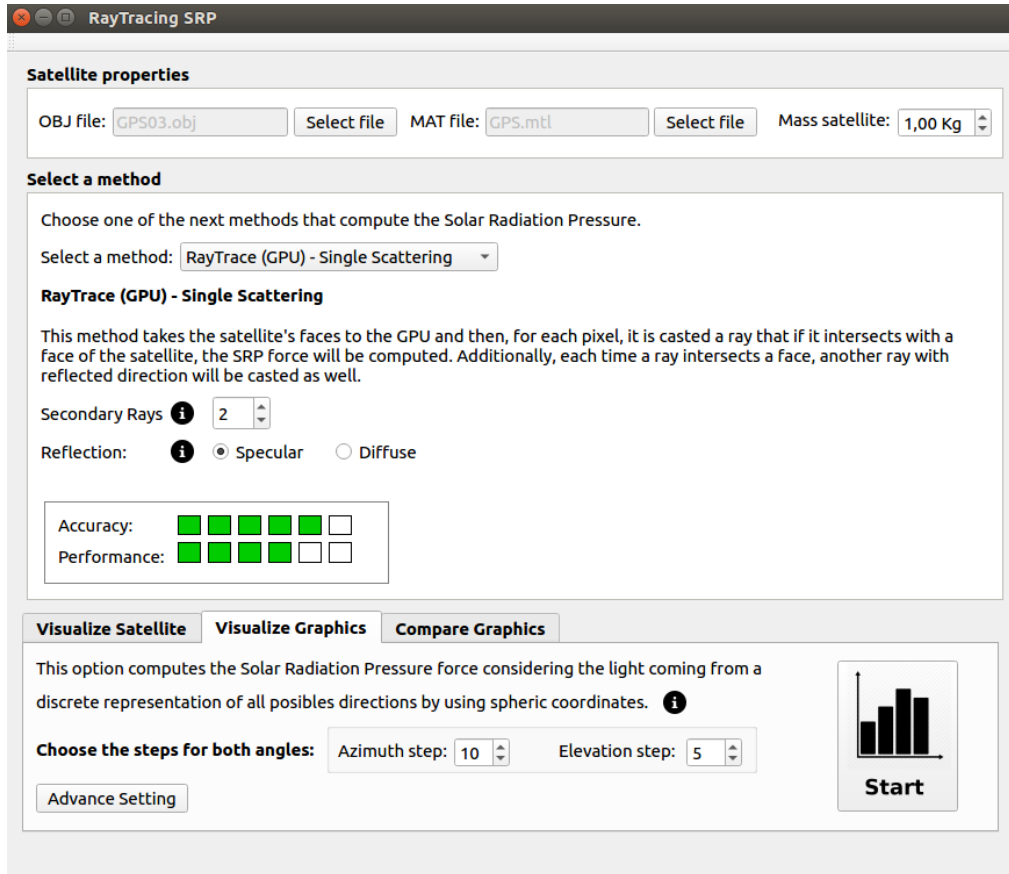 RayTracing SRP
Satellite properties
OBJ file: GPS03.obj Select file MAT file: GPS.mtl Select file Mass satellite: 1,00 Kg
Select a method
Choose one of the next methods that compute the Solar Radiation Pressure.
Select a method: RayTrace (GPU) - Single Scattering
RayTrace (GPU) - Single Scattering
This method takes the satellite's faces to the GPU and then, for each pixel, it is casted a ray that if it intersects with a
face of the satellite, the SRP force will be computed. Additionally, each time a ray intersects a face, another ray with
reflected direction will be casted as well.
Secondary Rays i 2
Reflection: i Specular Diffuse
Accuracy:
Performance:
Visualize Satellite Visualize Graphics Compare Graphics
This option computes the Solar Radiation Pressure force considering the light coming from a
discrete representation of all posibles directions by using spheric coordinates. i
Choose the steps for both angles: Azimuth step: 10 Elevation step: 5
Advance Setting
Start